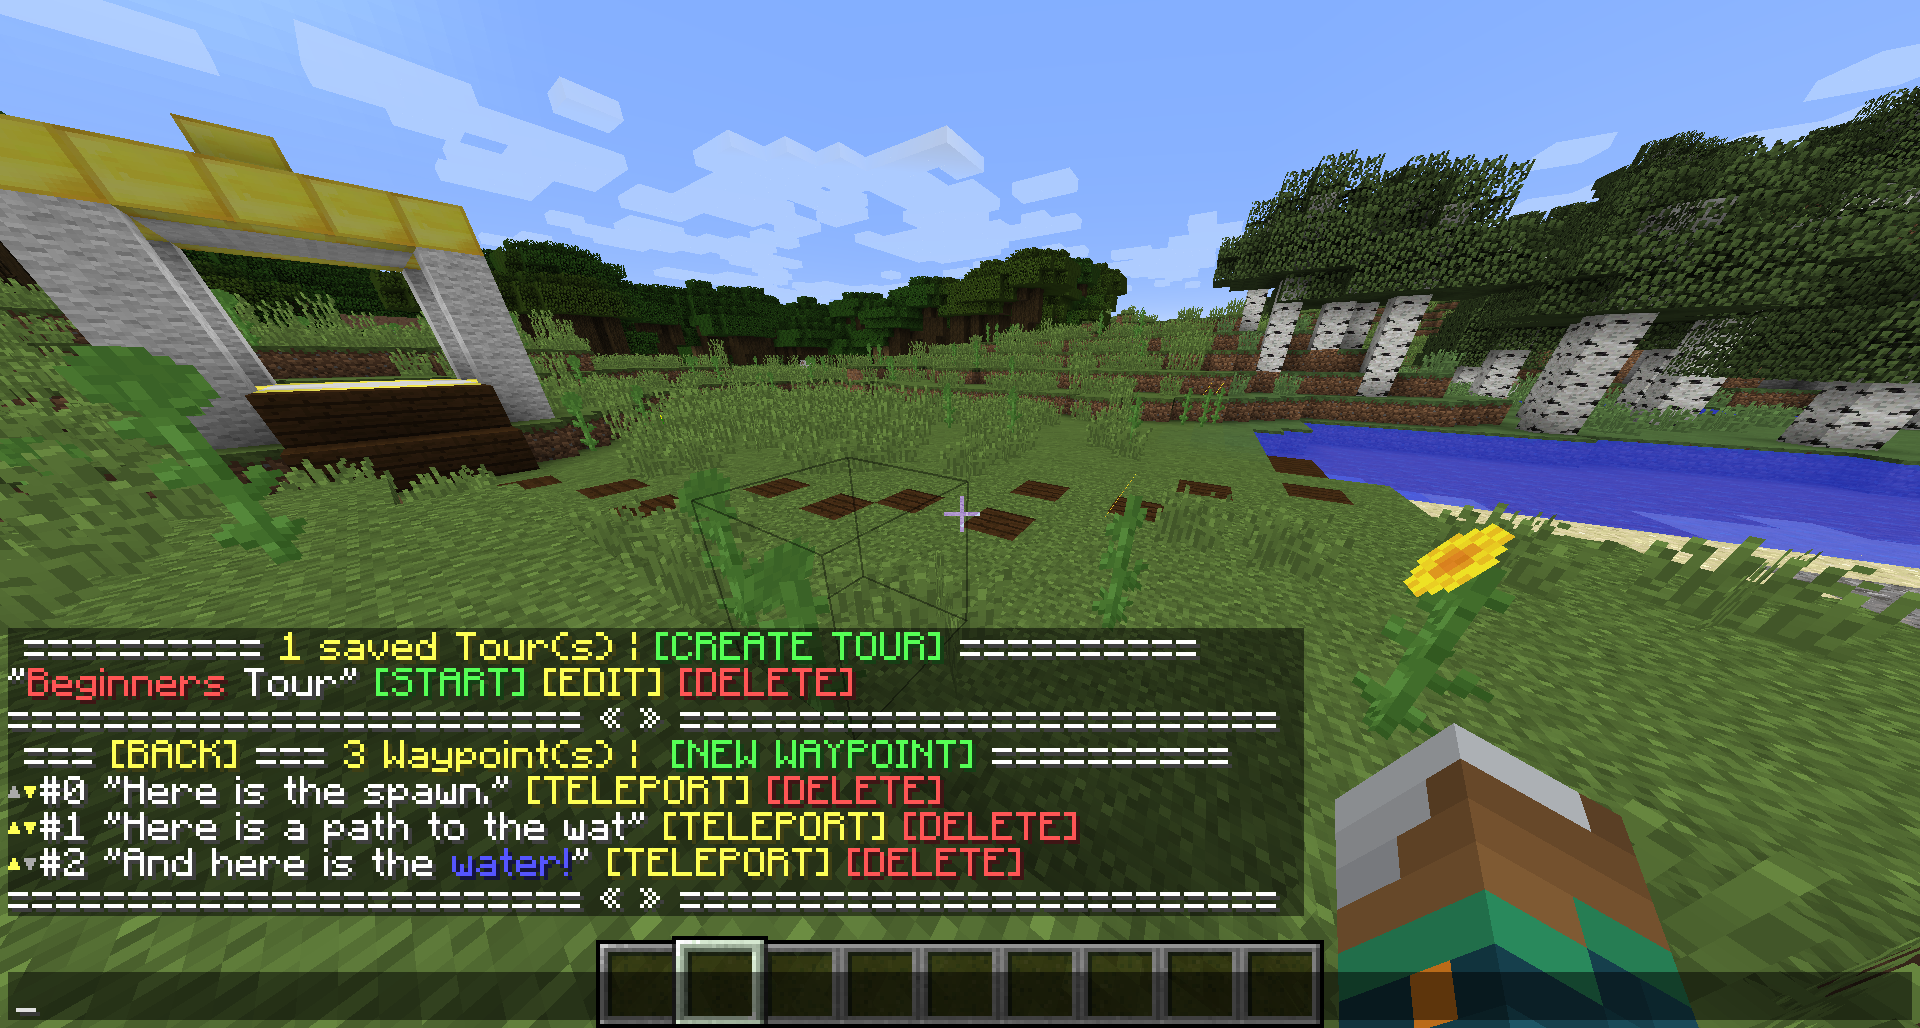 ========== 1 saved Tour(s) ¦ [CREATE TOUR] ==========
"Beginners Tour" [START] [EDIT] [DELETE]
======================== « » =========================
=== [BACK] === 3 Waypoint(s) ¦ [NEW WAYPOINT] ==========
▲▼#0 "Here is the spawn." [TELEPORT] [DELETE]
▲▼#1 "Here is a path to the wat" [TELEPORT] [DELETE]
▲▼#2 "And here is the water!" [TELEPORT] [DELETE]
======================== « » =========================
_